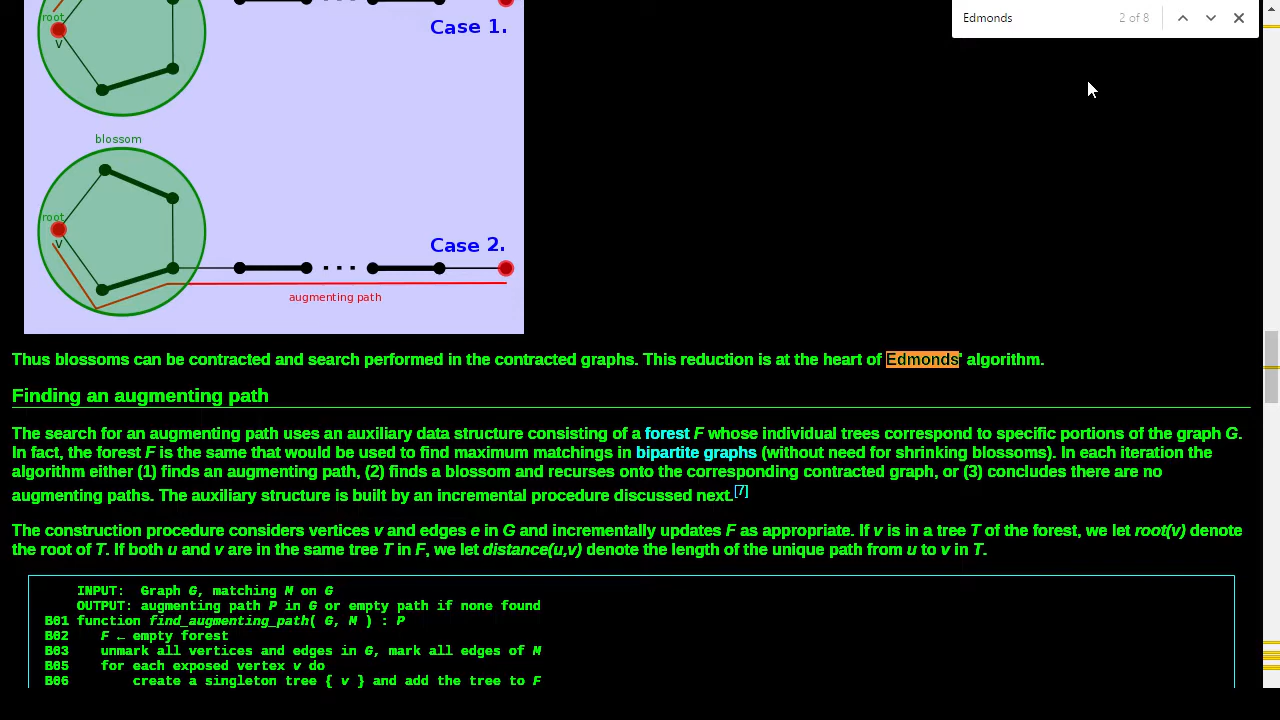 Edmonds 2 of 8
root
v
Case 1.
blossom
root
v
Case 2.
augmenting path
Thus blossoms can be contracted and search performed in the contracted graphs. This reduction is at the heart of Edmonds' algorithm.
Finding an augmenting path
The search for an augmenting path uses an auxiliary data structure consisting of a forest F whose individual trees correspond to specific portions of the graph G.
In fact, the forest F is the same that would be used to find maximum matchings in bipartite graphs (without need for shrinking blossoms). In each iteration the
algorithm either (1) finds an augmenting path, (2) finds a blossom and recurses onto the corresponding contracted graph, or (3) concludes there are no
augmenting paths. The auxiliary structure is built by an incremental procedure discussed next.[7]
The construction procedure considers vertices v and edges e in G and incrementally updates F as appropriate. If v is in a tree T of the forest, we let root(v) denote
the root of T. If both u and v are in the same tree T in F, we let distance(u,v) denote the length of the unique path from u to v in T.
INPUT: Graph G, matching M on G
OUTPUT: augmenting path P in G or empty path if none found
B01 function find_augmenting_path( G, M ) : P
B02 F ← empty forest
B03 unmark all vertices and edges in G, mark all edges of M
B05 for each exposed vertex v do
B06 create a singleton tree { v } and add the tree to F